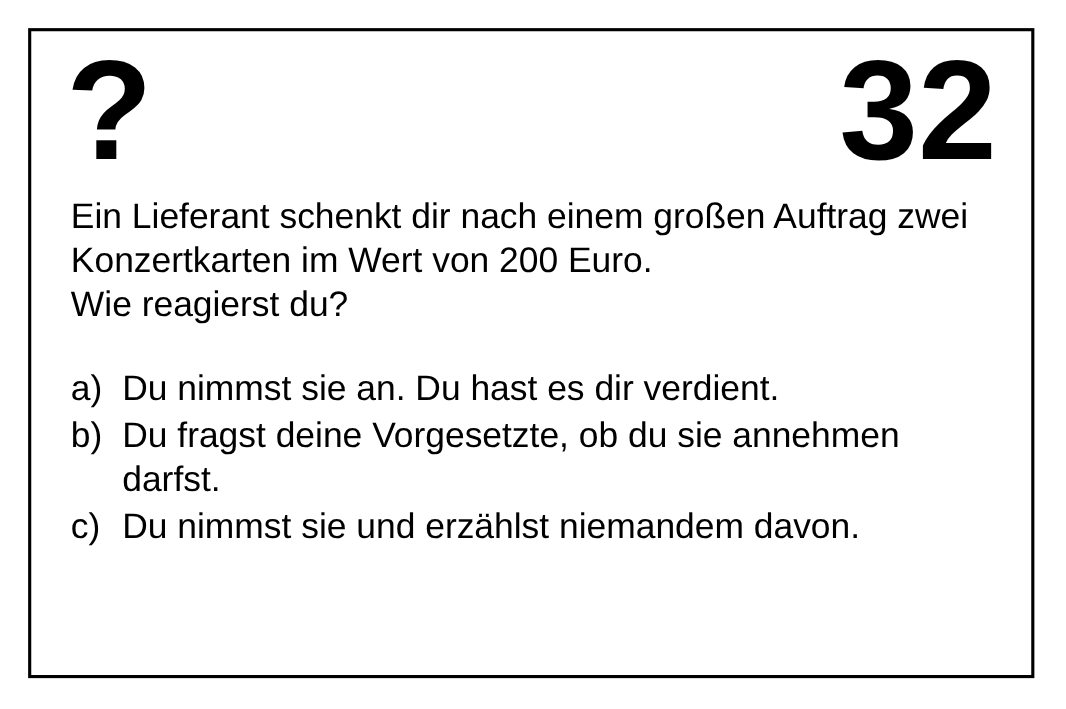 ? 32
Ein Lieferant schenkt dir nach einem großen Auftrag zwei
Konzertkarten im Wert von 200 Euro.
Wie reagierst du?
a) Du nimmst sie an. Du hast es dir verdient.
b) Du fragst deine Vorgesetzte, ob du sie annehmen
darfst.
c) Du nimmst sie und erzählst niemandem davon.